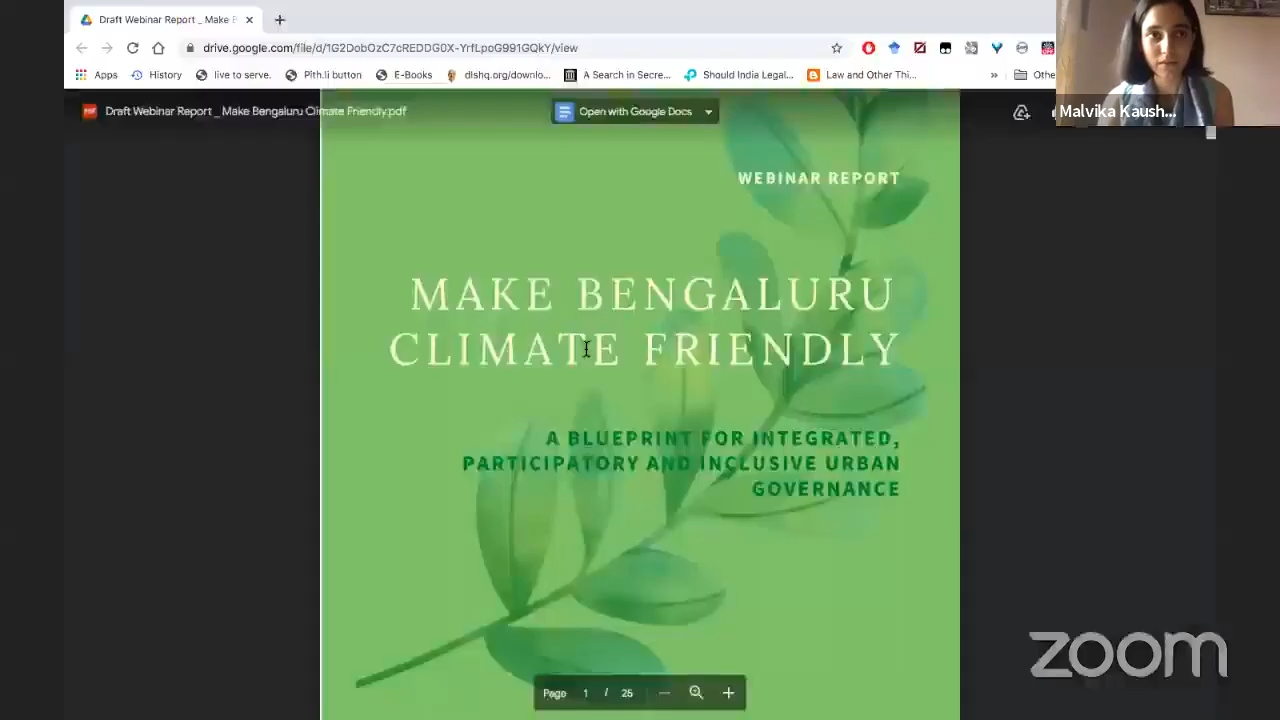 Draft Webinar Report _ Make B
drive.google.com/file/d/1G2DobOzC7cREDDG0X-YrfLpoG991GQkY/view
Apps
History
live to serve.
Pith.li button
E-Books
dlshq.org/downlo...
A Search in Secre...
Should India Legal...
Law and Other Thi...
»
Othe
Malvika Kaush...
PDF
Draft Webinar Report _ Make Bengaluru Climate Friendly.pdf
Open with Google Docs
WEBINAR REPORT
MAKE BENGALURU
CLIMATE FRIENDLY
A BLUEPRINT FOR INTEGRATED,
PARTICIPATORY AND INCLUSIVE URBAN
GOVERNANCE
Page 1 / 25
zoom